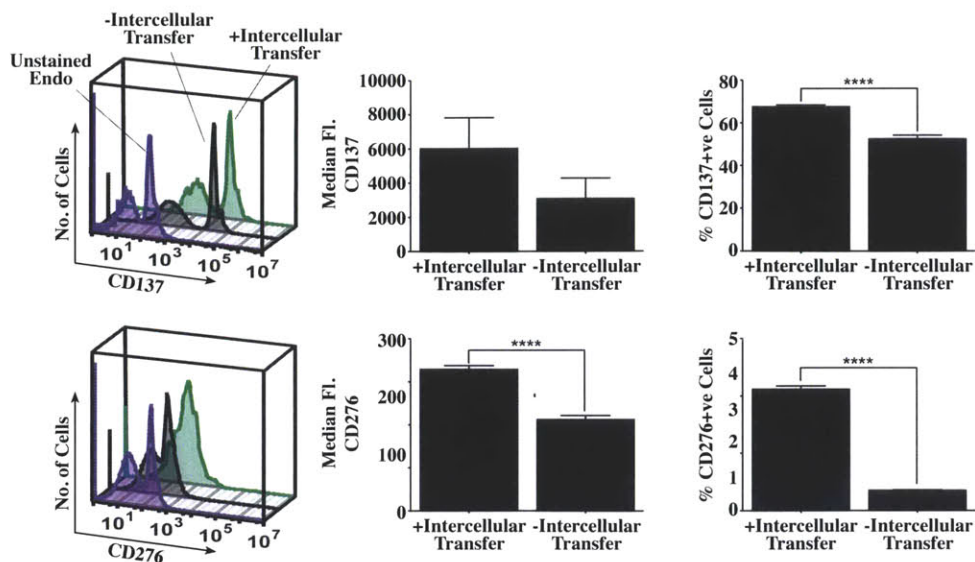 -Intercellular
Transfer
+Intercellular
Transfer
Unstained
Endo
No. of Cells
10^1
10^3
10^5
10^7
CD137
Median Fl.
CD137
10000
8000
6000
4000
2000
0
+Intercellular
Transfer
-Intercellular
Transfer
% CD137+ve Cells
80
60
40
20
0
****
+Intercellular
Transfer
-Intercellular
Transfer
No. of Cells
10^1
10^3
10^5
10^7
CD276
Median Fl.
CD276
300
200
100
0
****
+Intercellular
Transfer
-Intercellular
Transfer
% CD276+ve Cells
5
4
3
2
1
0
****
+Intercellular
Transfer
-Intercellular
Transfer